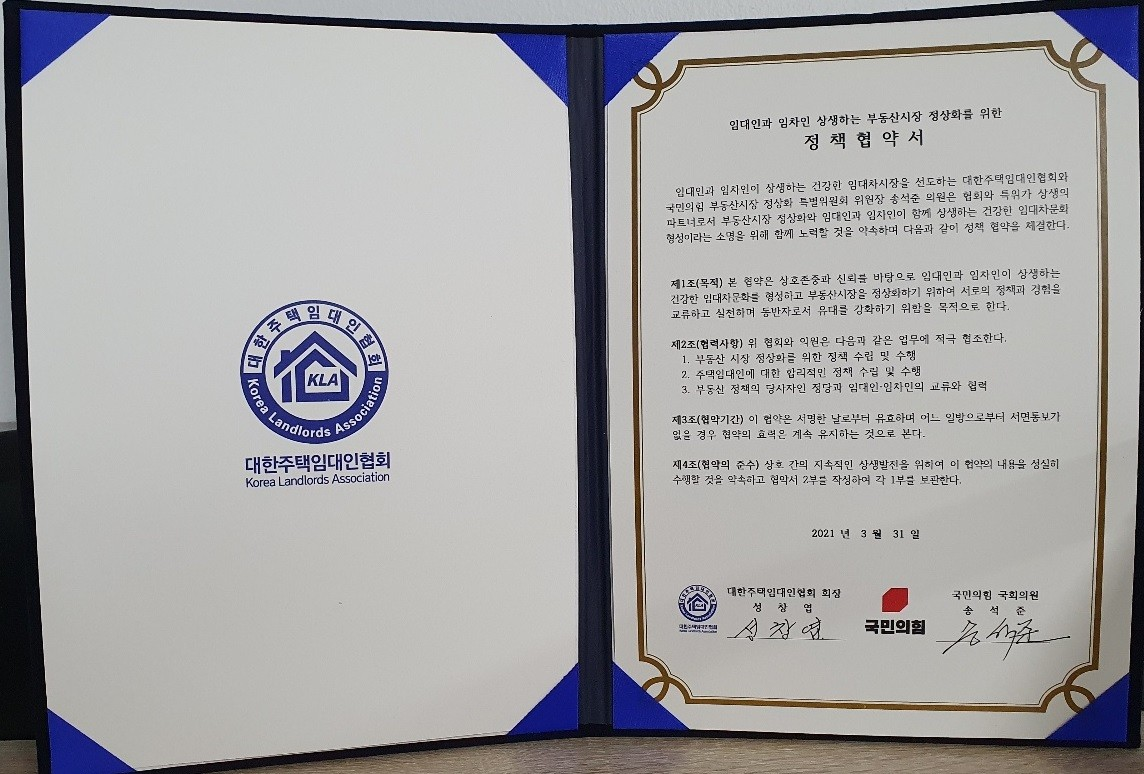 대한주택임대인협회
KLA
Korea Landlords Association
대한주택임대인협회
Korea Landlords Association
임대인과 임차인 상생하는 부동산시장 정상화를 위한
정 책 협 약 서
임대인과 임차인이 상생하는 건강한 임대차시장을 선도하는 대한주택임대인협회와
국민의힘 부동산시장 정상화 특별위원회 위원장 송석준 의원은 협회와 특위가 상생의
파트너로서 부동산시장 정상화와 임대인과 임차인이 함께 상생하는 건강한 임대차문화
형성이라는 소명을 위해 함께 노력할 것을 약속하며 다음과 같이 정책 협약을 체결한다.
제1조(목적) 본 협약은 상호존중과 신뢰를 바탕으로 임대인과 임차인이 상생하는
건강한 임대차문화를 형성하고 부동산시장을 정상화하기 위하여 서로의 정책과 경험을
교류하고 실천하며 동반자로서 유대를 강화하기 위함을 목적으로 한다.
제2조(협력사항) 위 협회와 의원은 다음과 같은 업무에 적극 협조한다.
1. 부동산 시장 정상화를 위한 정책 수립 및 수행
2. 주택임대인에 대한 합리적인 정책 수립 및 수행
3. 부동산 정책의 당사자인 정당과 임대인·임차인의 교류와 협력
제3조(협약기간) 이 협약은 서명한 날로부터 유효하며 어느 일방으로부터 서면통보가
없을 경우 협약의 효력은 계속 유지하는 것으로 본다.
제4조(협약의 준수) 상호 간의 지속적인 상생발전을 위하여 이 협약의 내용을 성실히
수행할 것을 약속하고 협약서 2부를 작성하여 각 1부를 보관한다.
2021 년 3 월 31 일
대한주택임대인협회
대한주택임대인협회 회장
성 창 엽
성창엽
국민의힘
국민의힘 국회의원
송 석 준
송석준